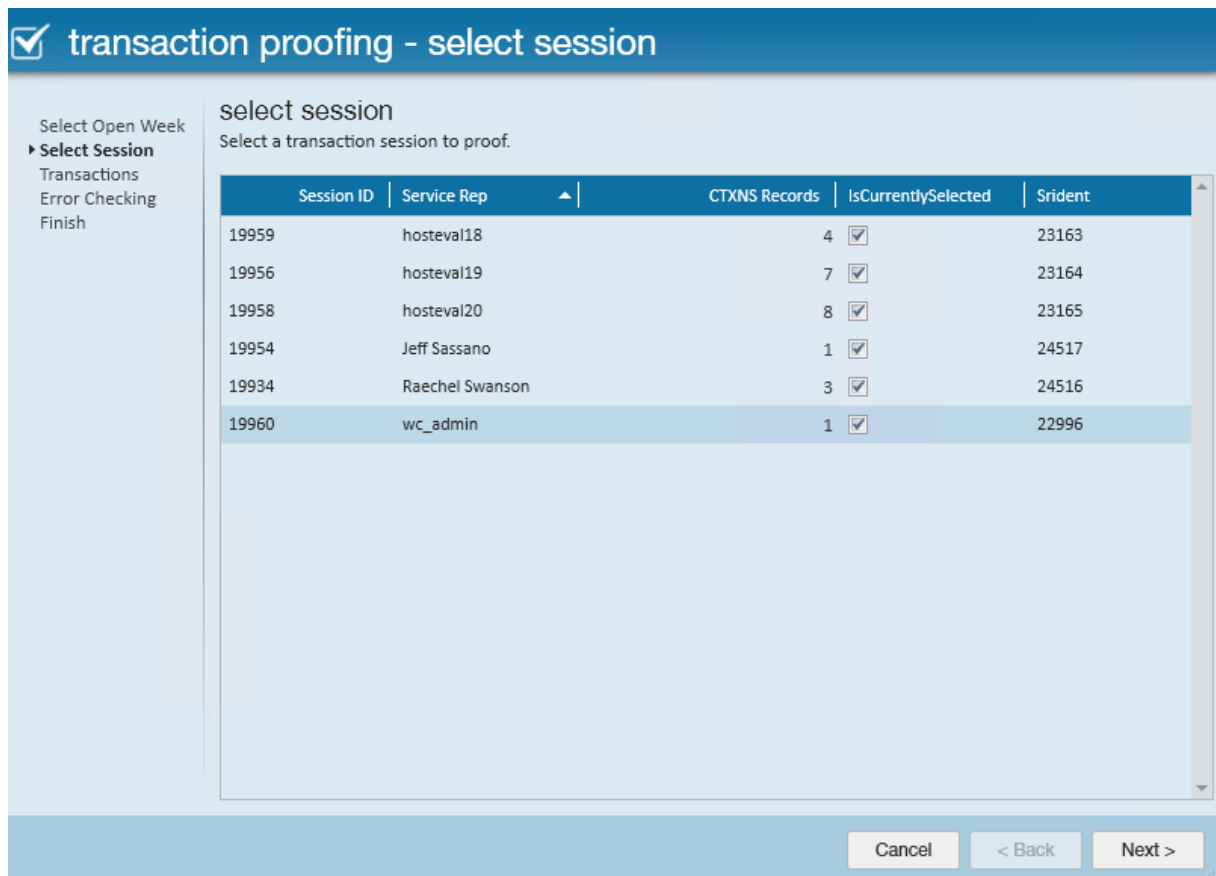 transaction proofing - select session
Select Open Week
Select Session
Transactions
Error Checking
Finish
select session
Select a transaction session to proof.
Session ID Service Rep CTXNS Records IsCurrentlySelected Srident
19959 hosteval18 4 23163
19956 hosteval19 7 23164
19958 hosteval20 8 23165
19954 Jeff Sassano 1 24517
19934 Raechel Swanson 3 24516
19960 wc_admin 1 22996
Cancel < Back Next >